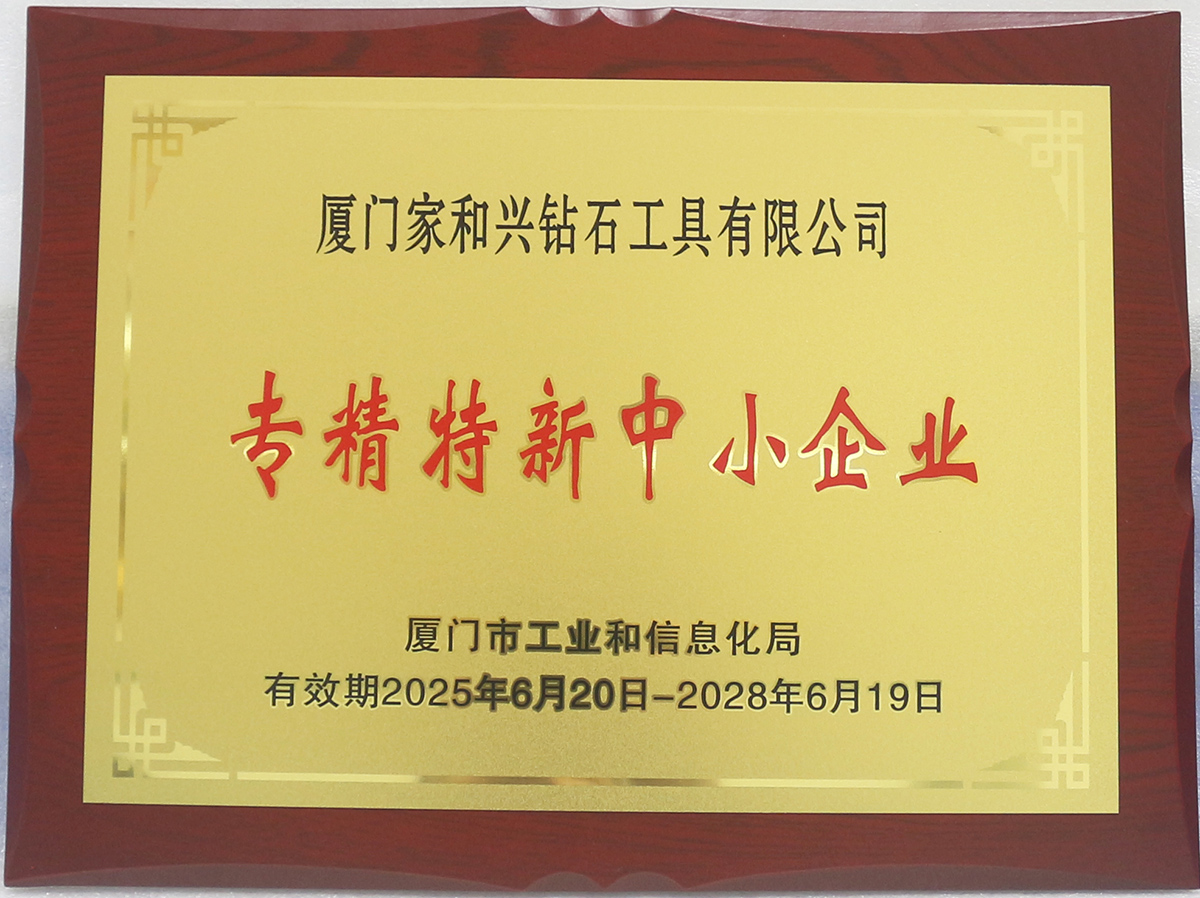 厦门家和兴钻石工具有限公司
专精特新中小企业
厦门市工业和信息化局
有效期2025年6月20日-2028年6月19日